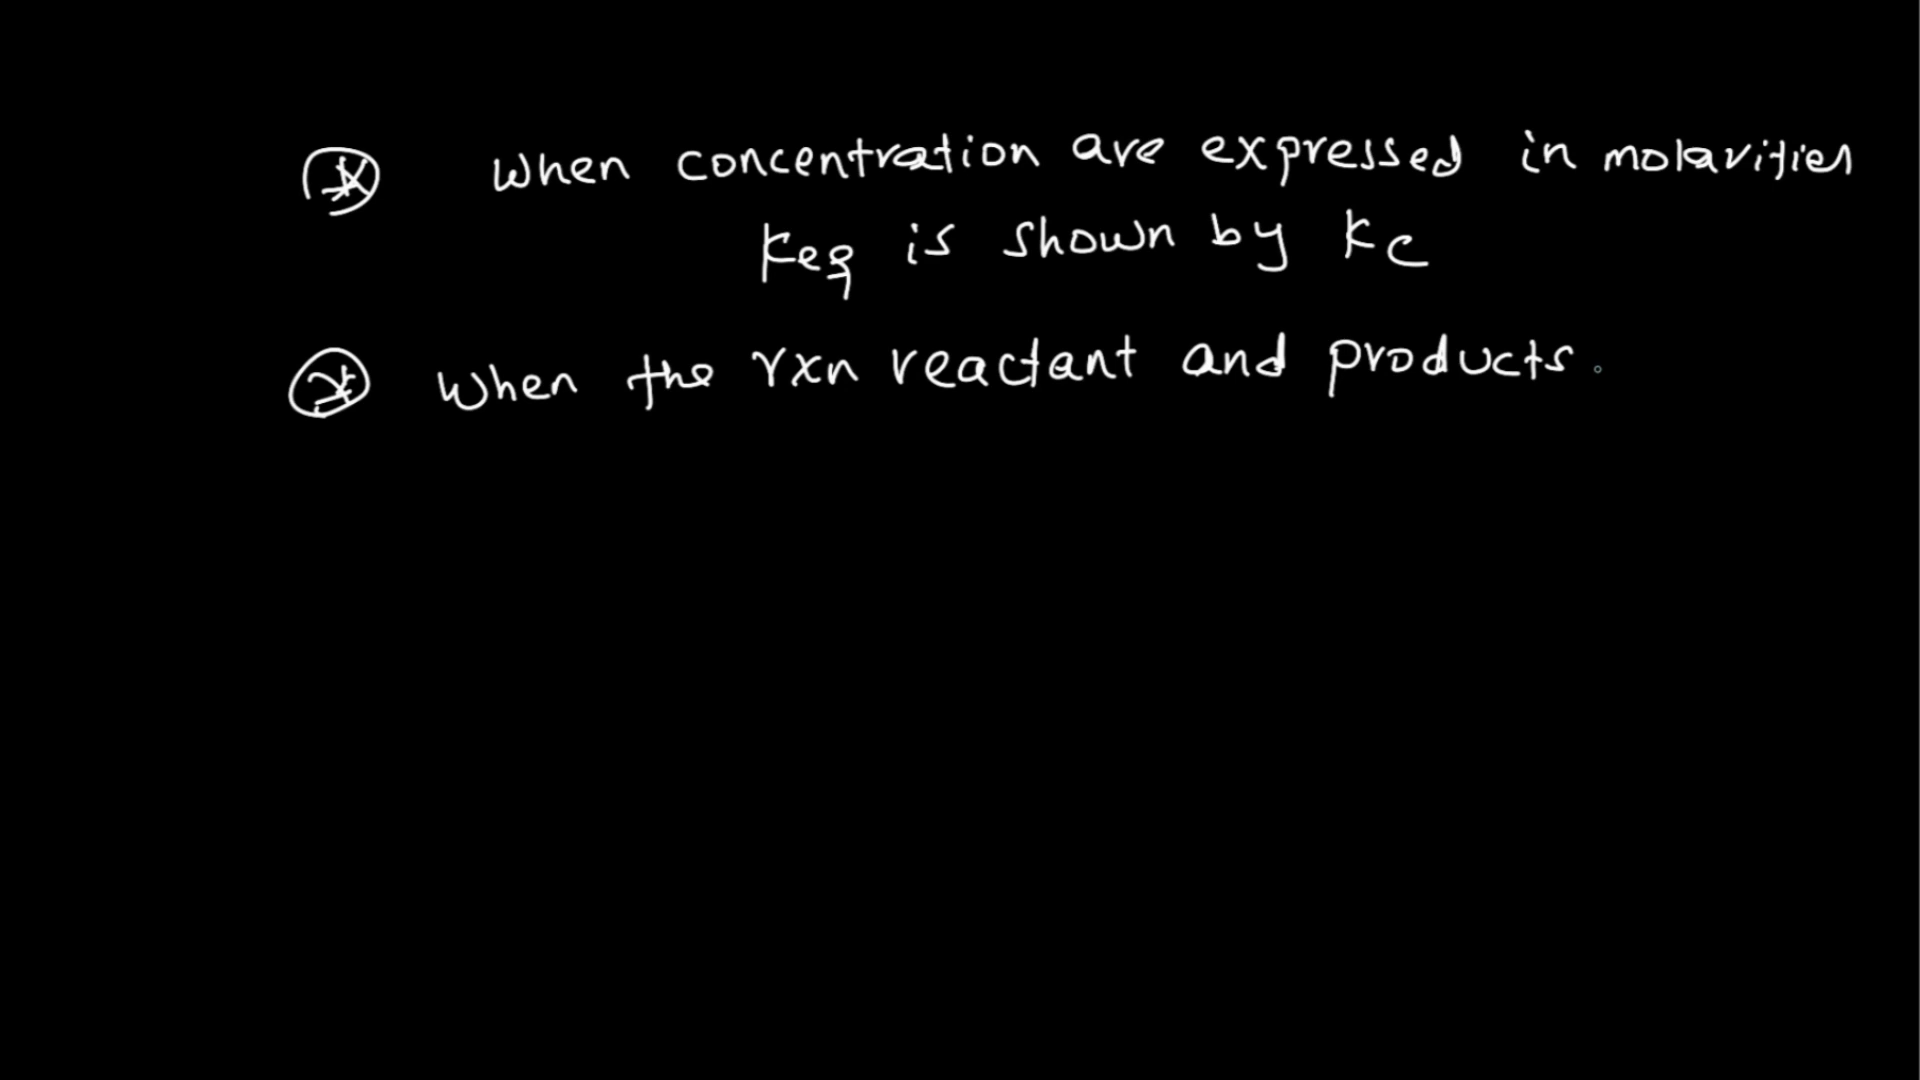 When concentration are expressed in molarities
Keq is shown by Kc
When the rxn reactant and products.